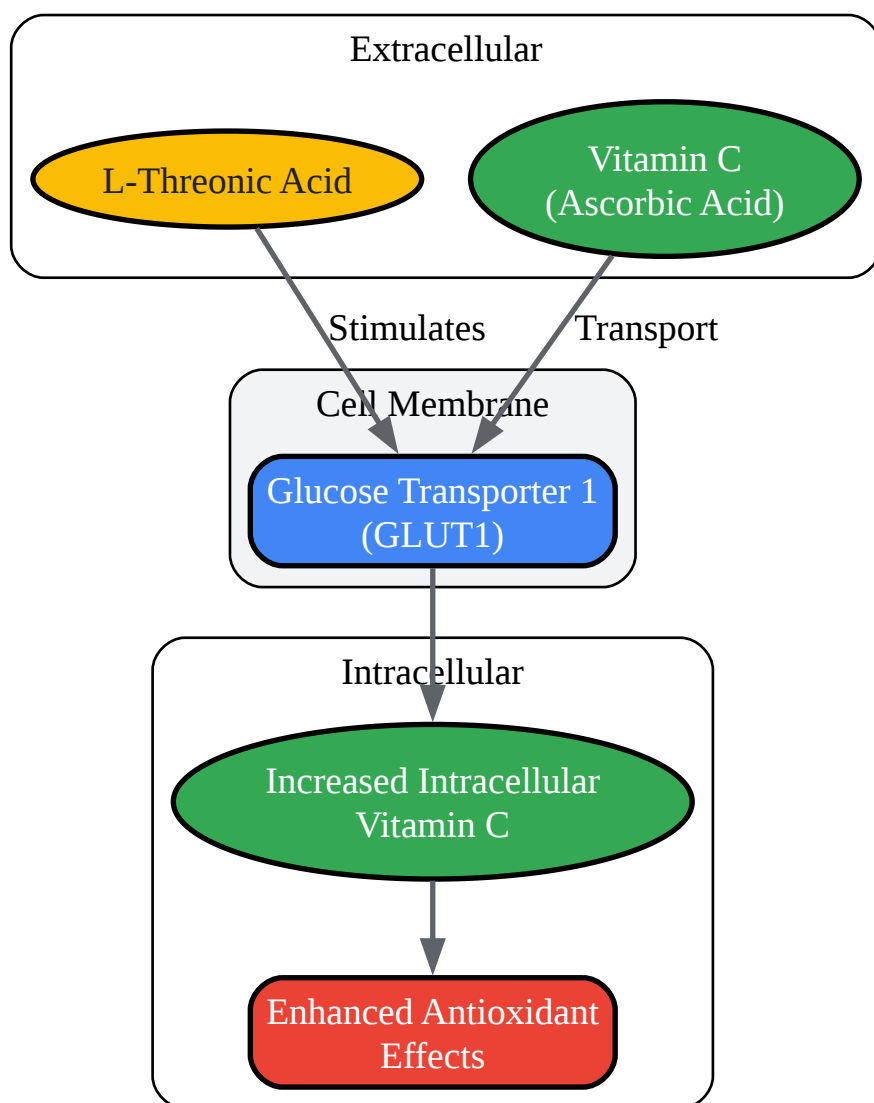 Extracellular
L-Threonic Acid
Vitamin C
(Ascorbic Acid)
Stimulates
Transport
Cell Membrane
Glucose Transporter 1
(GLUT1)
Intracellular
Increased Intracellular
Vitamin C
Enhanced Antioxidant
Effects